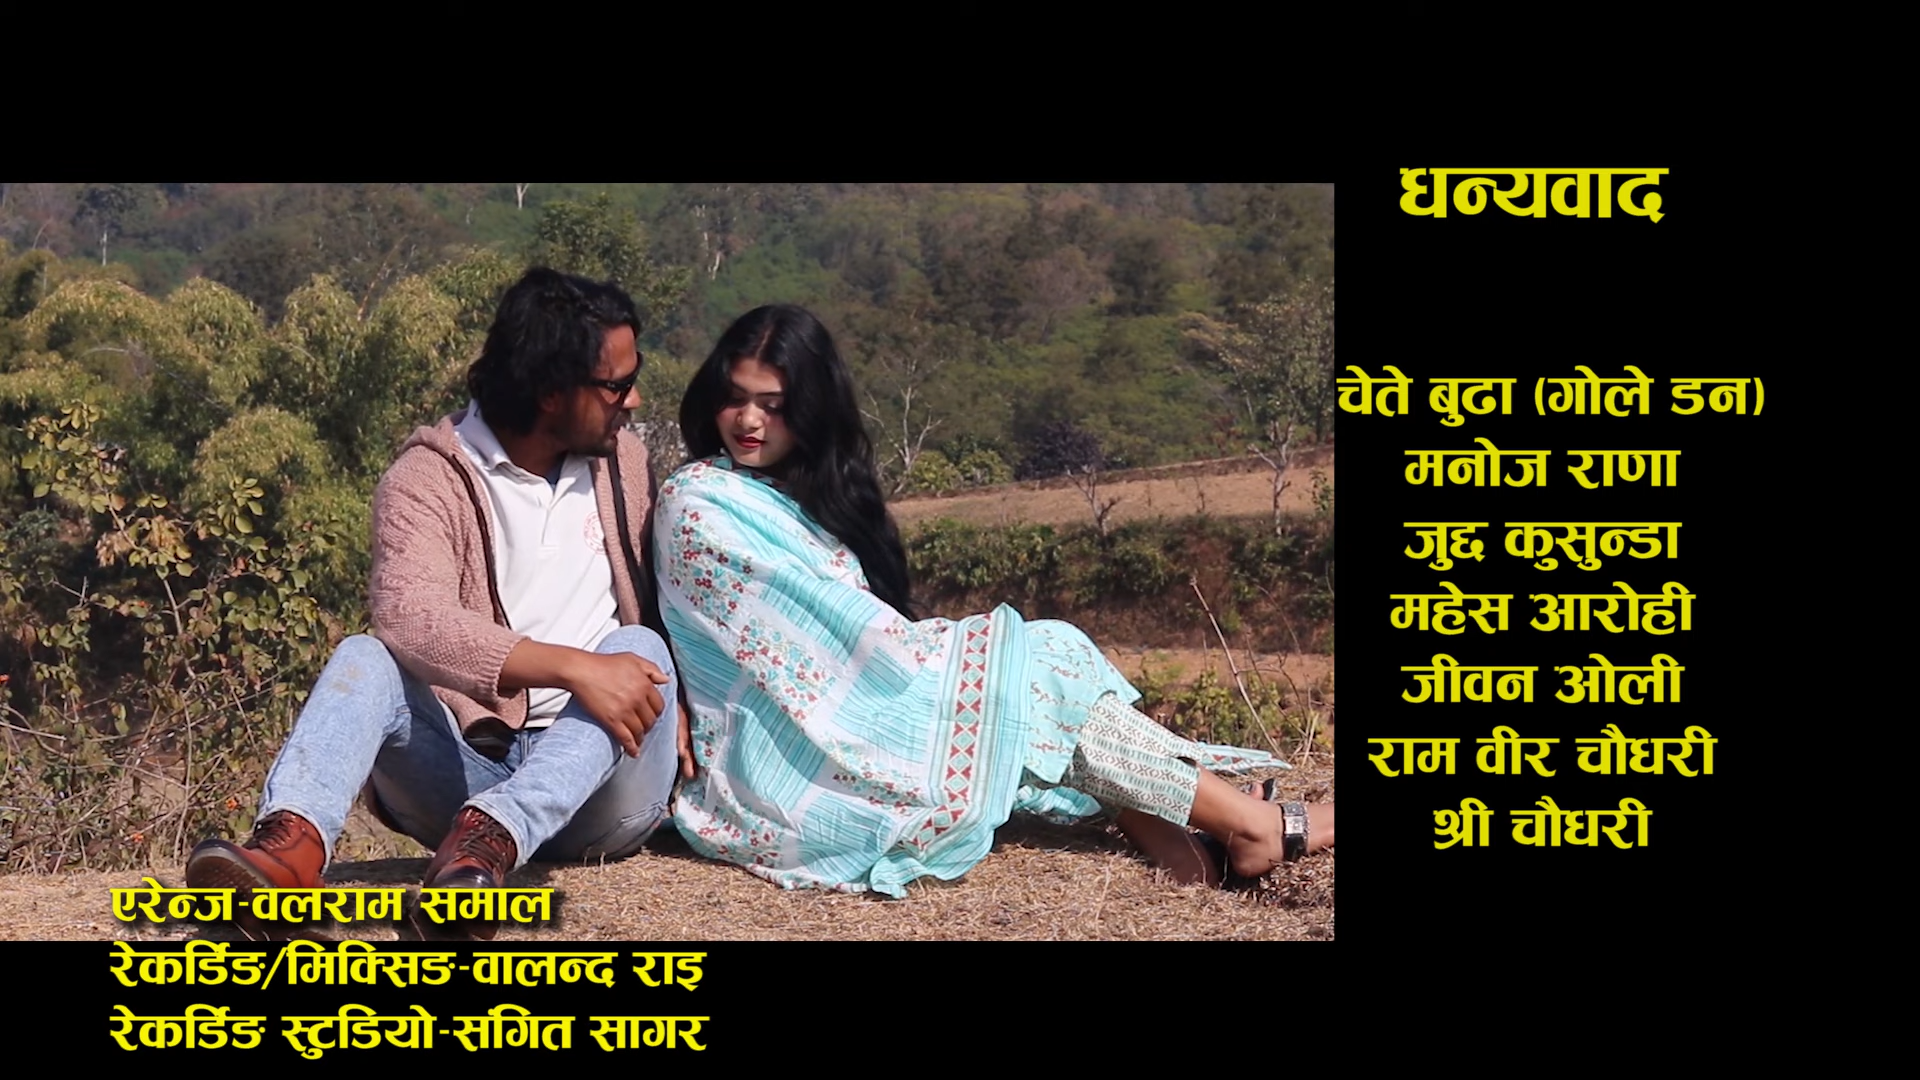 धन्यवाद
चेते बुढा (गोले डन)
मनोज राणा
जुद्द कुसुन्डा
महेस आरोही
जीवन ओली
राम वीर चौधरी
श्री चौधरी
एरेन्ज-वलराम समाल
रेकर्डिङ/मिक्सिङ-वालन्द राइ
रेकर्डिङ स्टुडियो-संगित सागर